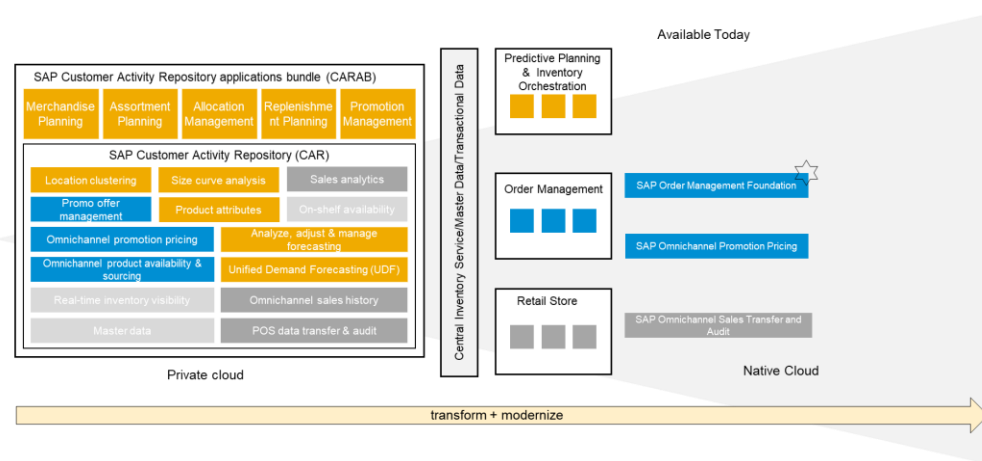 Available Today
SAP Customer Activity Repository applications bundle (CARAB)
Merchandise
Planning
Assortment
Planning
Allocation
Management
Replenishme
nt Planning
Promotion
Management
SAP Customer Activity Repository (CAR)
Location clustering
Size curve analysis
Sales analytics
Promo offer
management
Product attributes
On-shelf availability
Omnichannel promotion pricing
Analyze, adjust & manage
forecasting
Omnichannel product availability &
sourcing
Unified Demand Forecasting (UDF)
Real-time inventory visibility
Omnichannel sales history
Master data
POS data transfer & audit
Private cloud
Central Inventory Service/Master Data/Transactional Data
Predictive Planning
& Inventory
Orchestration
Order Management
SAP Order Management Foundation
SAP Omnichannel Promotion Pricing
Retail Store
SAP Omnichannel Sales Transfer and
Audit
Native Cloud
transform + modernize